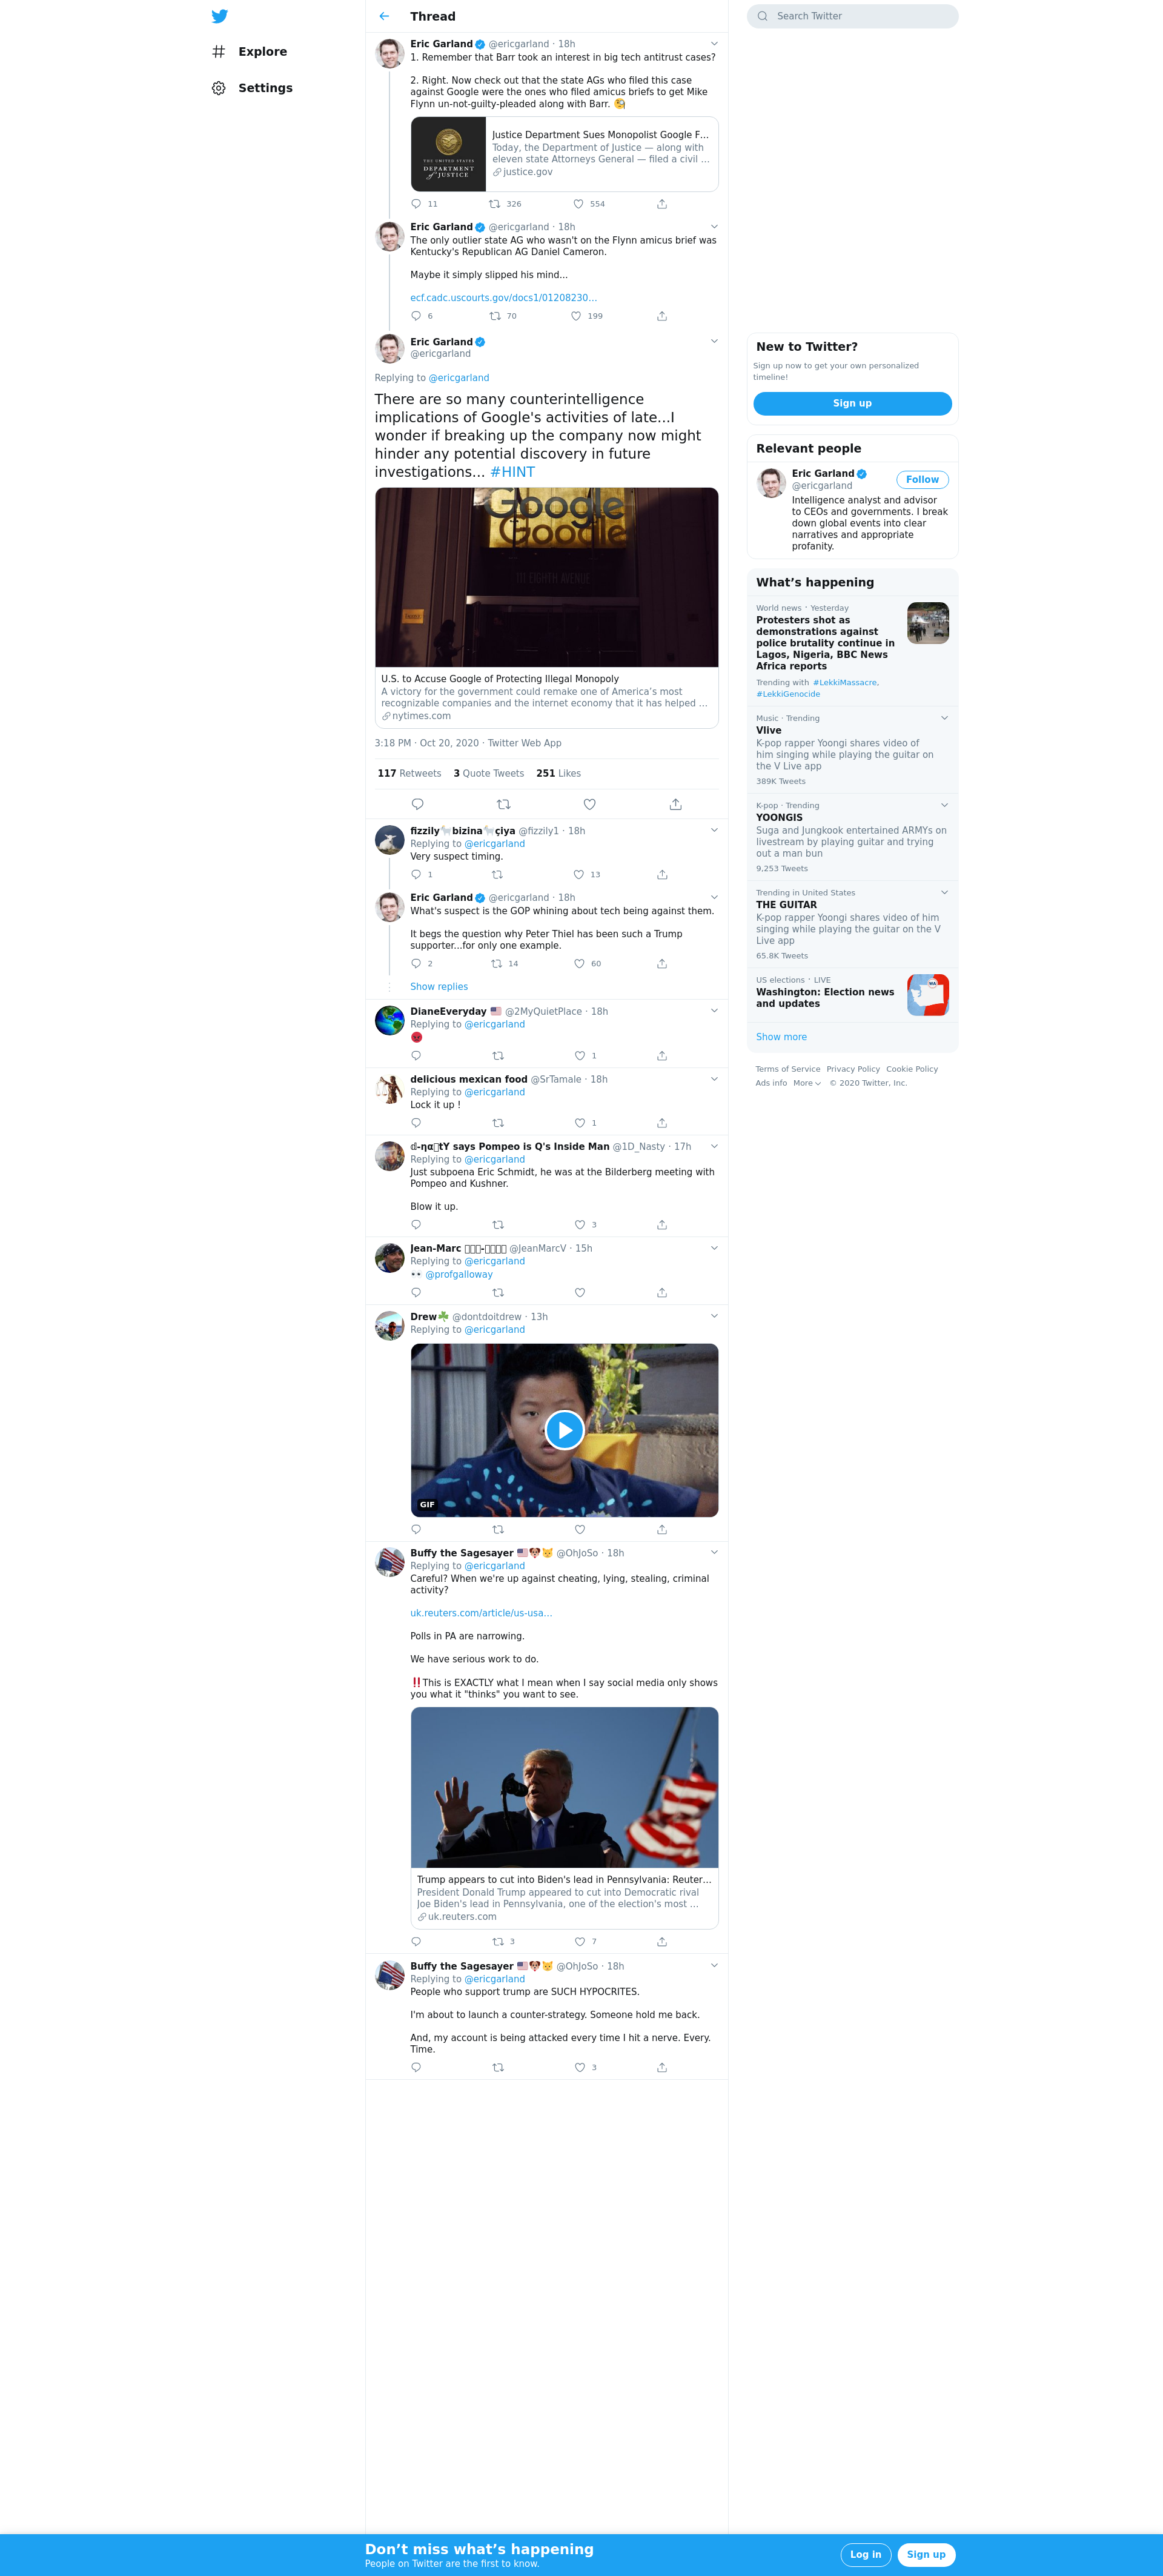 Explore
Settings
Thread
Eric Garland @ericgarland · 18h
1. Remember that Barr took an interest in big tech antitrust cases?
2. Right. Now check out that the state AGs who filed this case
against Google were the ones who filed amicus briefs to get Mike
Flynn un-not-guilty-pleaded along with Barr. 🧐
THE UNITED STATES
DEPARTMENT
of JUSTICE
Justice Department Sues Monopolist Google F…
Today, the Department of Justice — along with
eleven state Attorneys General — filed a civil …
justice.gov
11 326 554
Eric Garland @ericgarland · 18h
The only outlier state AG who wasn't on the Flynn amicus brief was
Kentucky's Republican AG Daniel Cameron.
Maybe it simply slipped his mind...
ecf.cadc.uscourts.gov/docs1/01208230…
6 70 199
Eric Garland
@ericgarland
Replying to @ericgarland
There are so many counterintelligence
implications of Google's activities of late...I
wonder if breaking up the company now might
hinder any potential discovery in future
investigations... #HINT
Google
Google
111 EIGHTH AVENUE
U.S. to Accuse Google of Protecting Illegal Monopoly
A victory for the government could remake one of America's most
recognizable companies and the internet economy that it has helped …
nytimes.com
3:18 PM · Oct 20, 2020 · Twitter Web App
117 Retweets 3 Quote Tweets 251 Likes
fizzily🐐bizina🐐çiya @fizzily1 · 18h
Replying to @ericgarland
Very suspect timing.
1 13
Eric Garland @ericgarland · 18h
What's suspect is the GOP whining about tech being against them.
It begs the question why Peter Thiel has been such a Trump
supporter...for only one example.
2 14 60
Show replies
DianeEveryday 🇺🇸 @2MyQuietPlace · 18h
Replying to @ericgarland
😡
1
delicious mexican food @SrTamale · 18h
Replying to @ericgarland
Lock it up !
1
says Pompeo is Q's Inside Man @1D_Nasty · 17h
Replying to @ericgarland
Just subpoena Eric Schmidt, he was at the Bilderberg meeting with
Pompeo and Kushner.
Blow it up.
3
Jean-Marc @JeanMarcV · 15h
Replying to @ericgarland
👀 @profgalloway
Drew☘️ @dontdoitdrew · 13h
Replying to @ericgarland
GIF
Buffy the Sagesayer 🇺🇸🐶😼 @OhJoSo · 18h
Replying to @ericgarland
Careful? When we're up against cheating, lying, stealing, criminal
activity?
uk.reuters.com/article/us-usa…
Polls in PA are narrowing.
We have serious work to do.
‼️This is EXACTLY what I mean when I say social media only shows
you what it "thinks" you want to see.
Trump appears to cut into Biden's lead in Pennsylvania: Reuter…
President Donald Trump appeared to cut into Democratic rival
Joe Biden's lead in Pennsylvania, one of the election's most …
uk.reuters.com
3 7
Buffy the Sagesayer 🇺🇸🐶😼 @OhJoSo · 18h
Replying to @ericgarland
People who support trump are SUCH HYPOCRITES.
I'm about to launch a counter-strategy. Someone hold me back.
And, my account is being attacked every time I hit a nerve. Every.
Time.
3
Search Twitter
New to Twitter?
Sign up now to get your own personalized
timeline!
Sign up
Relevant people
Eric Garland
@ericgarland
Follow
Intelligence analyst and advisor
to CEOs and governments. I break
down global events into clear
narratives and appropriate
profanity.
What's happening
World news · Yesterday
Protesters shot as
demonstrations against
police brutality continue in
Lagos, Nigeria, BBC News
Africa reports
Trending with #LekkiMassacre,
#LekkiGenocide
Music · Trending
Vlive
K-pop rapper Yoongi shares video of
him singing while playing the guitar on
the V Live app
389K Tweets
K-pop · Trending
YOONGIS
Suga and Jungkook entertained ARMYs on
livestream by playing guitar and trying
out a man bun
9,253 Tweets
Trending in United States
THE GUITAR
K-pop rapper Yoongi shares video of him
singing while playing the guitar on the V
Live app
65.8K Tweets
US elections · LIVE
Washington: Election news
and updates
WA
Show more
Terms of Service Privacy Policy Cookie Policy
Ads info More © 2020 Twitter, Inc.
Don't miss what's happening
People on Twitter are the first to know.
Log in
Sign up